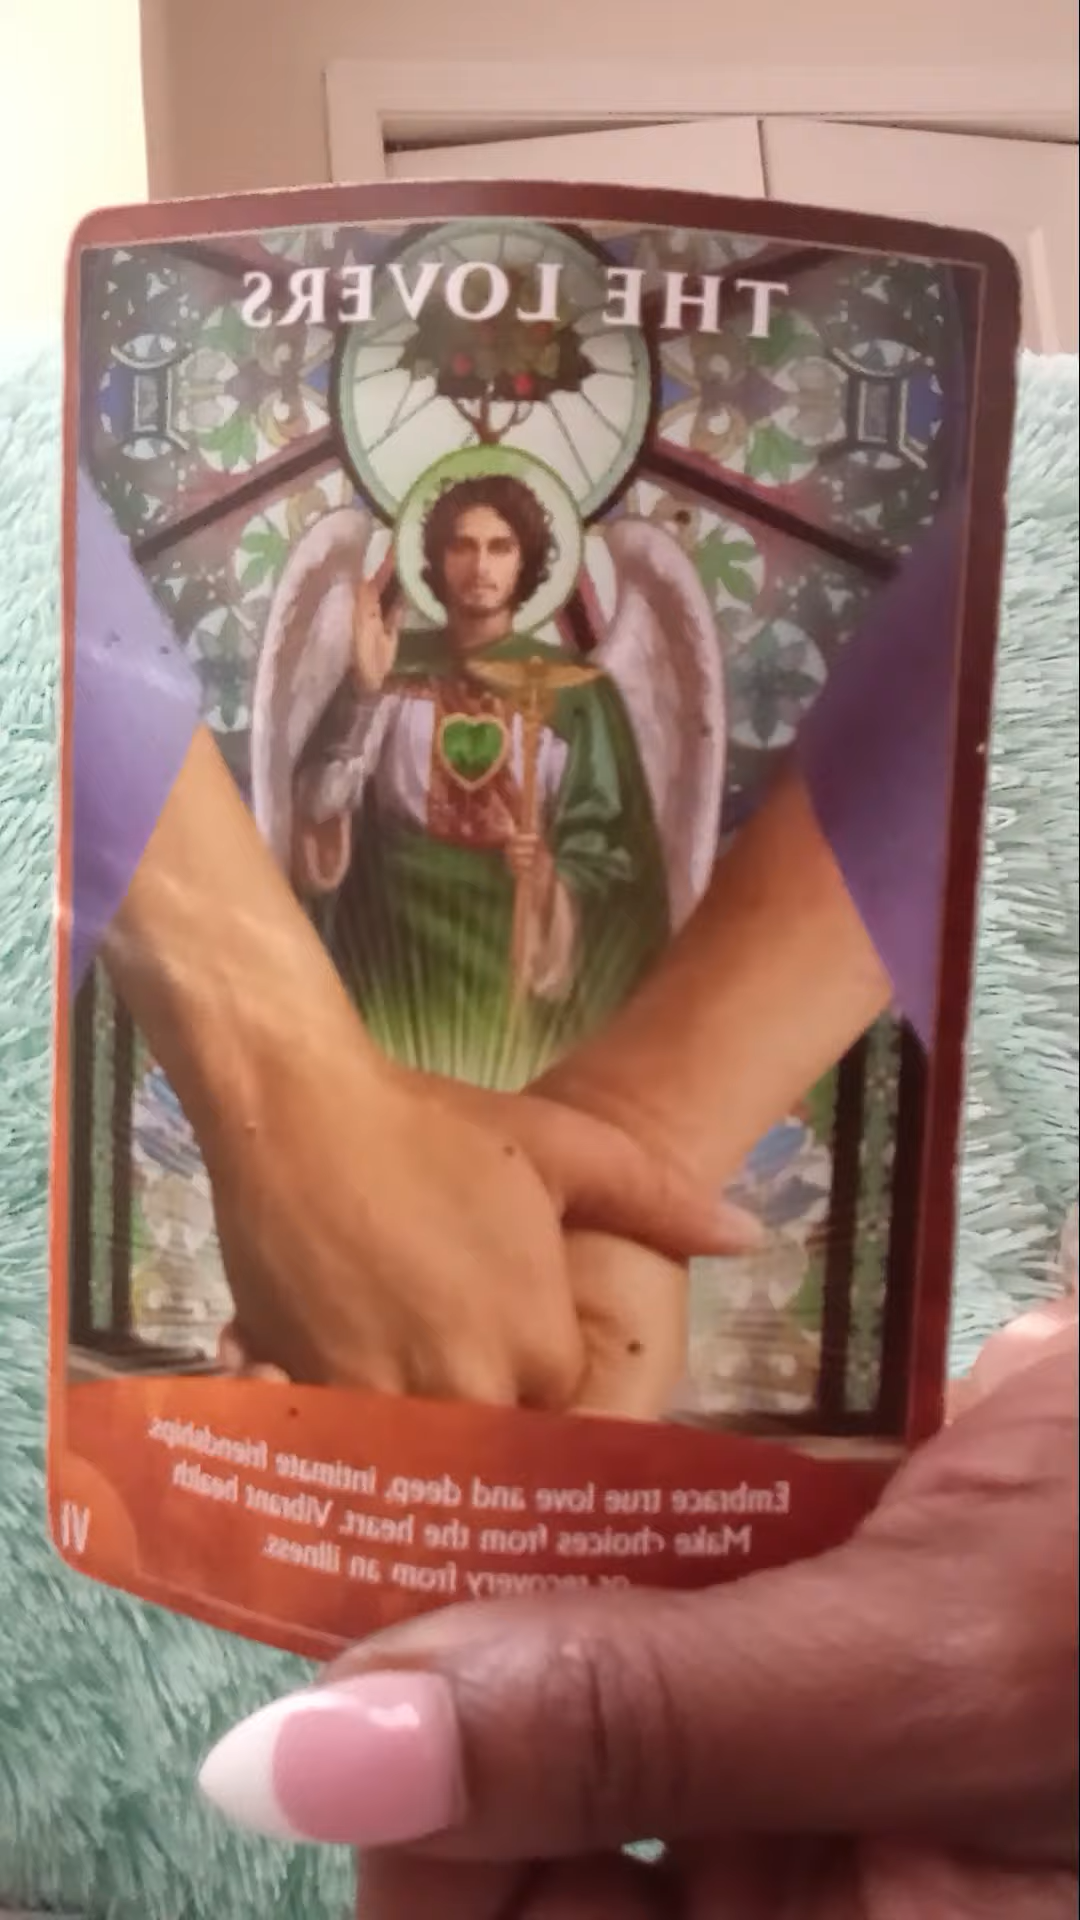 THE LOVERS
Embrace true love and deep, intimate friendships.
Make choices from the heart. Vibrant health
or recovery from an illness.
VI